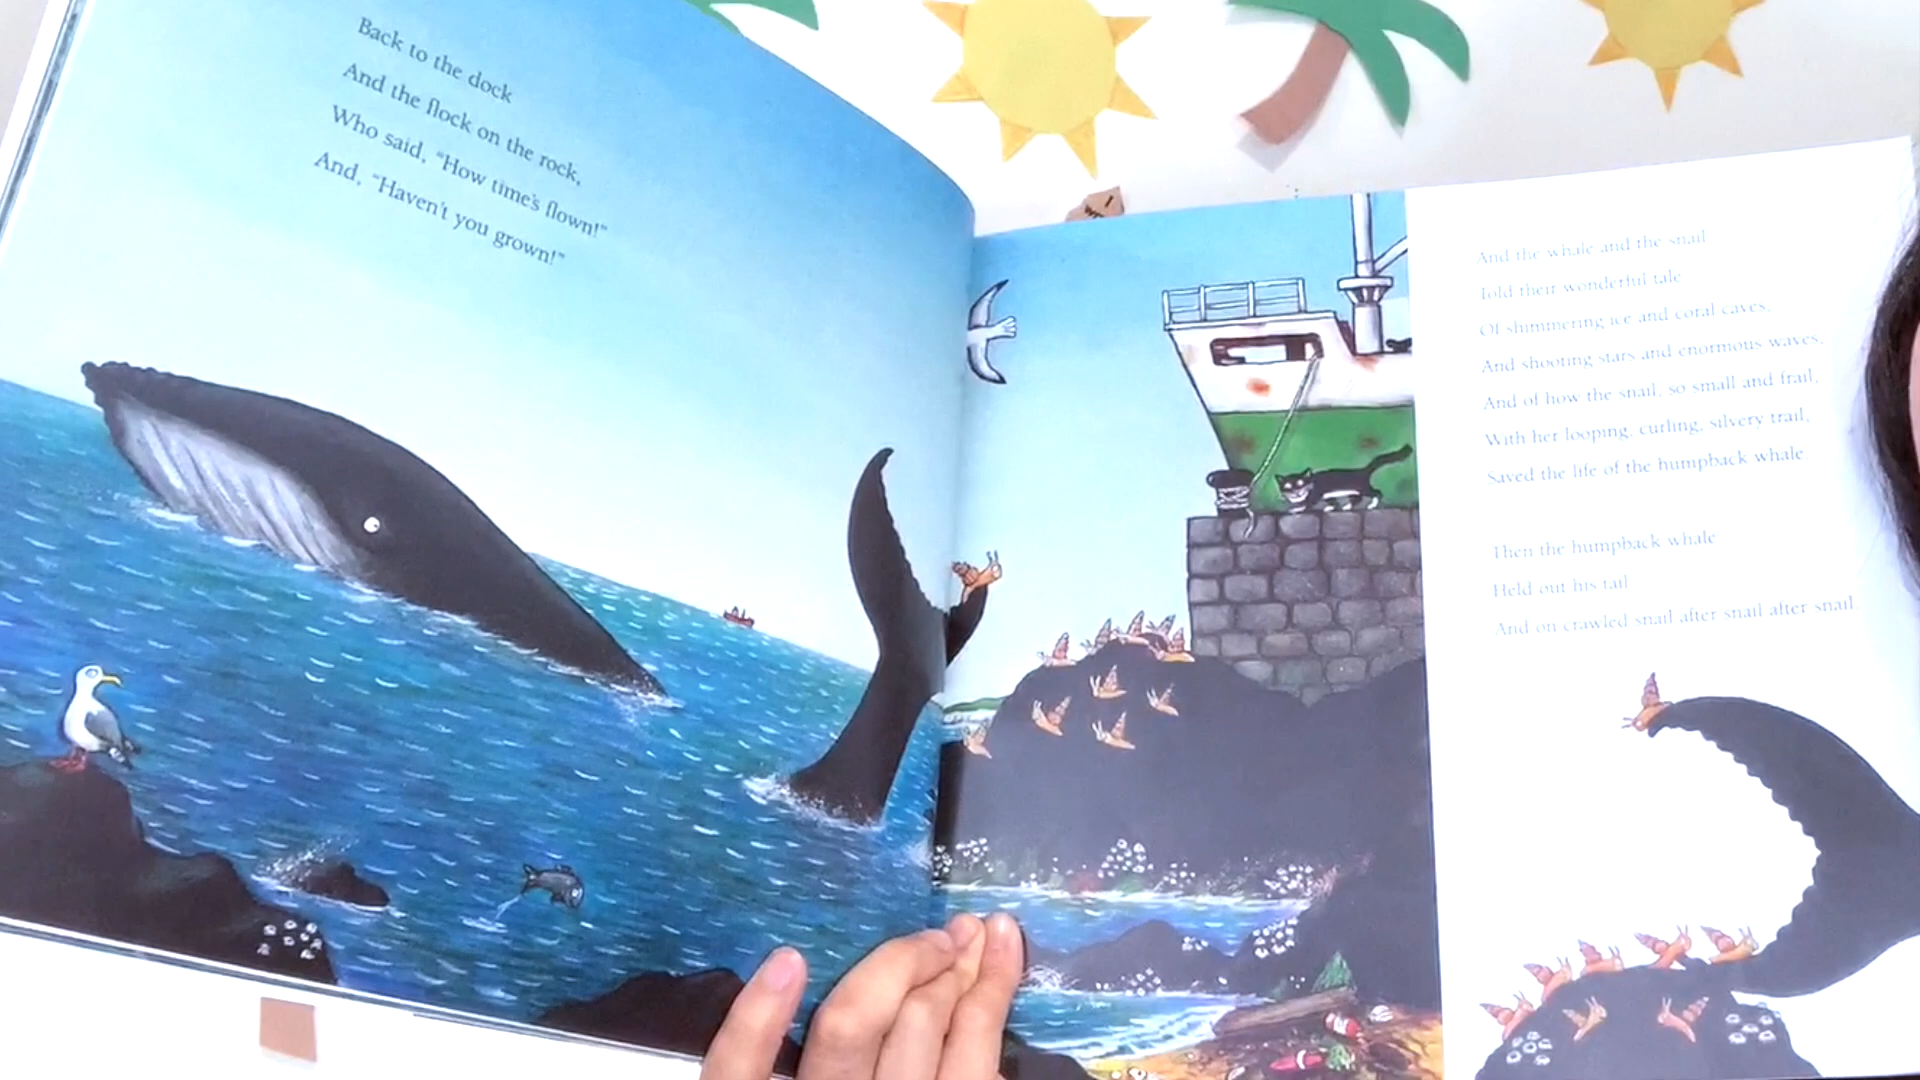 Back to the dock
And the flock on the rock,
Who said, “How time's flown!”
And, “Haven't you grown!”
And the whale and the snail
Told their wonderful tale
Of shimmering ice and coral caves,
And shooting stars and enormous waves,
And of how the snail, so small and frail,
With her looping, curling, silvery trail,
Saved the life of the humpback whale.
Then the humpback whale
Held out his tail
And on crawled snail after snail after snail.
I